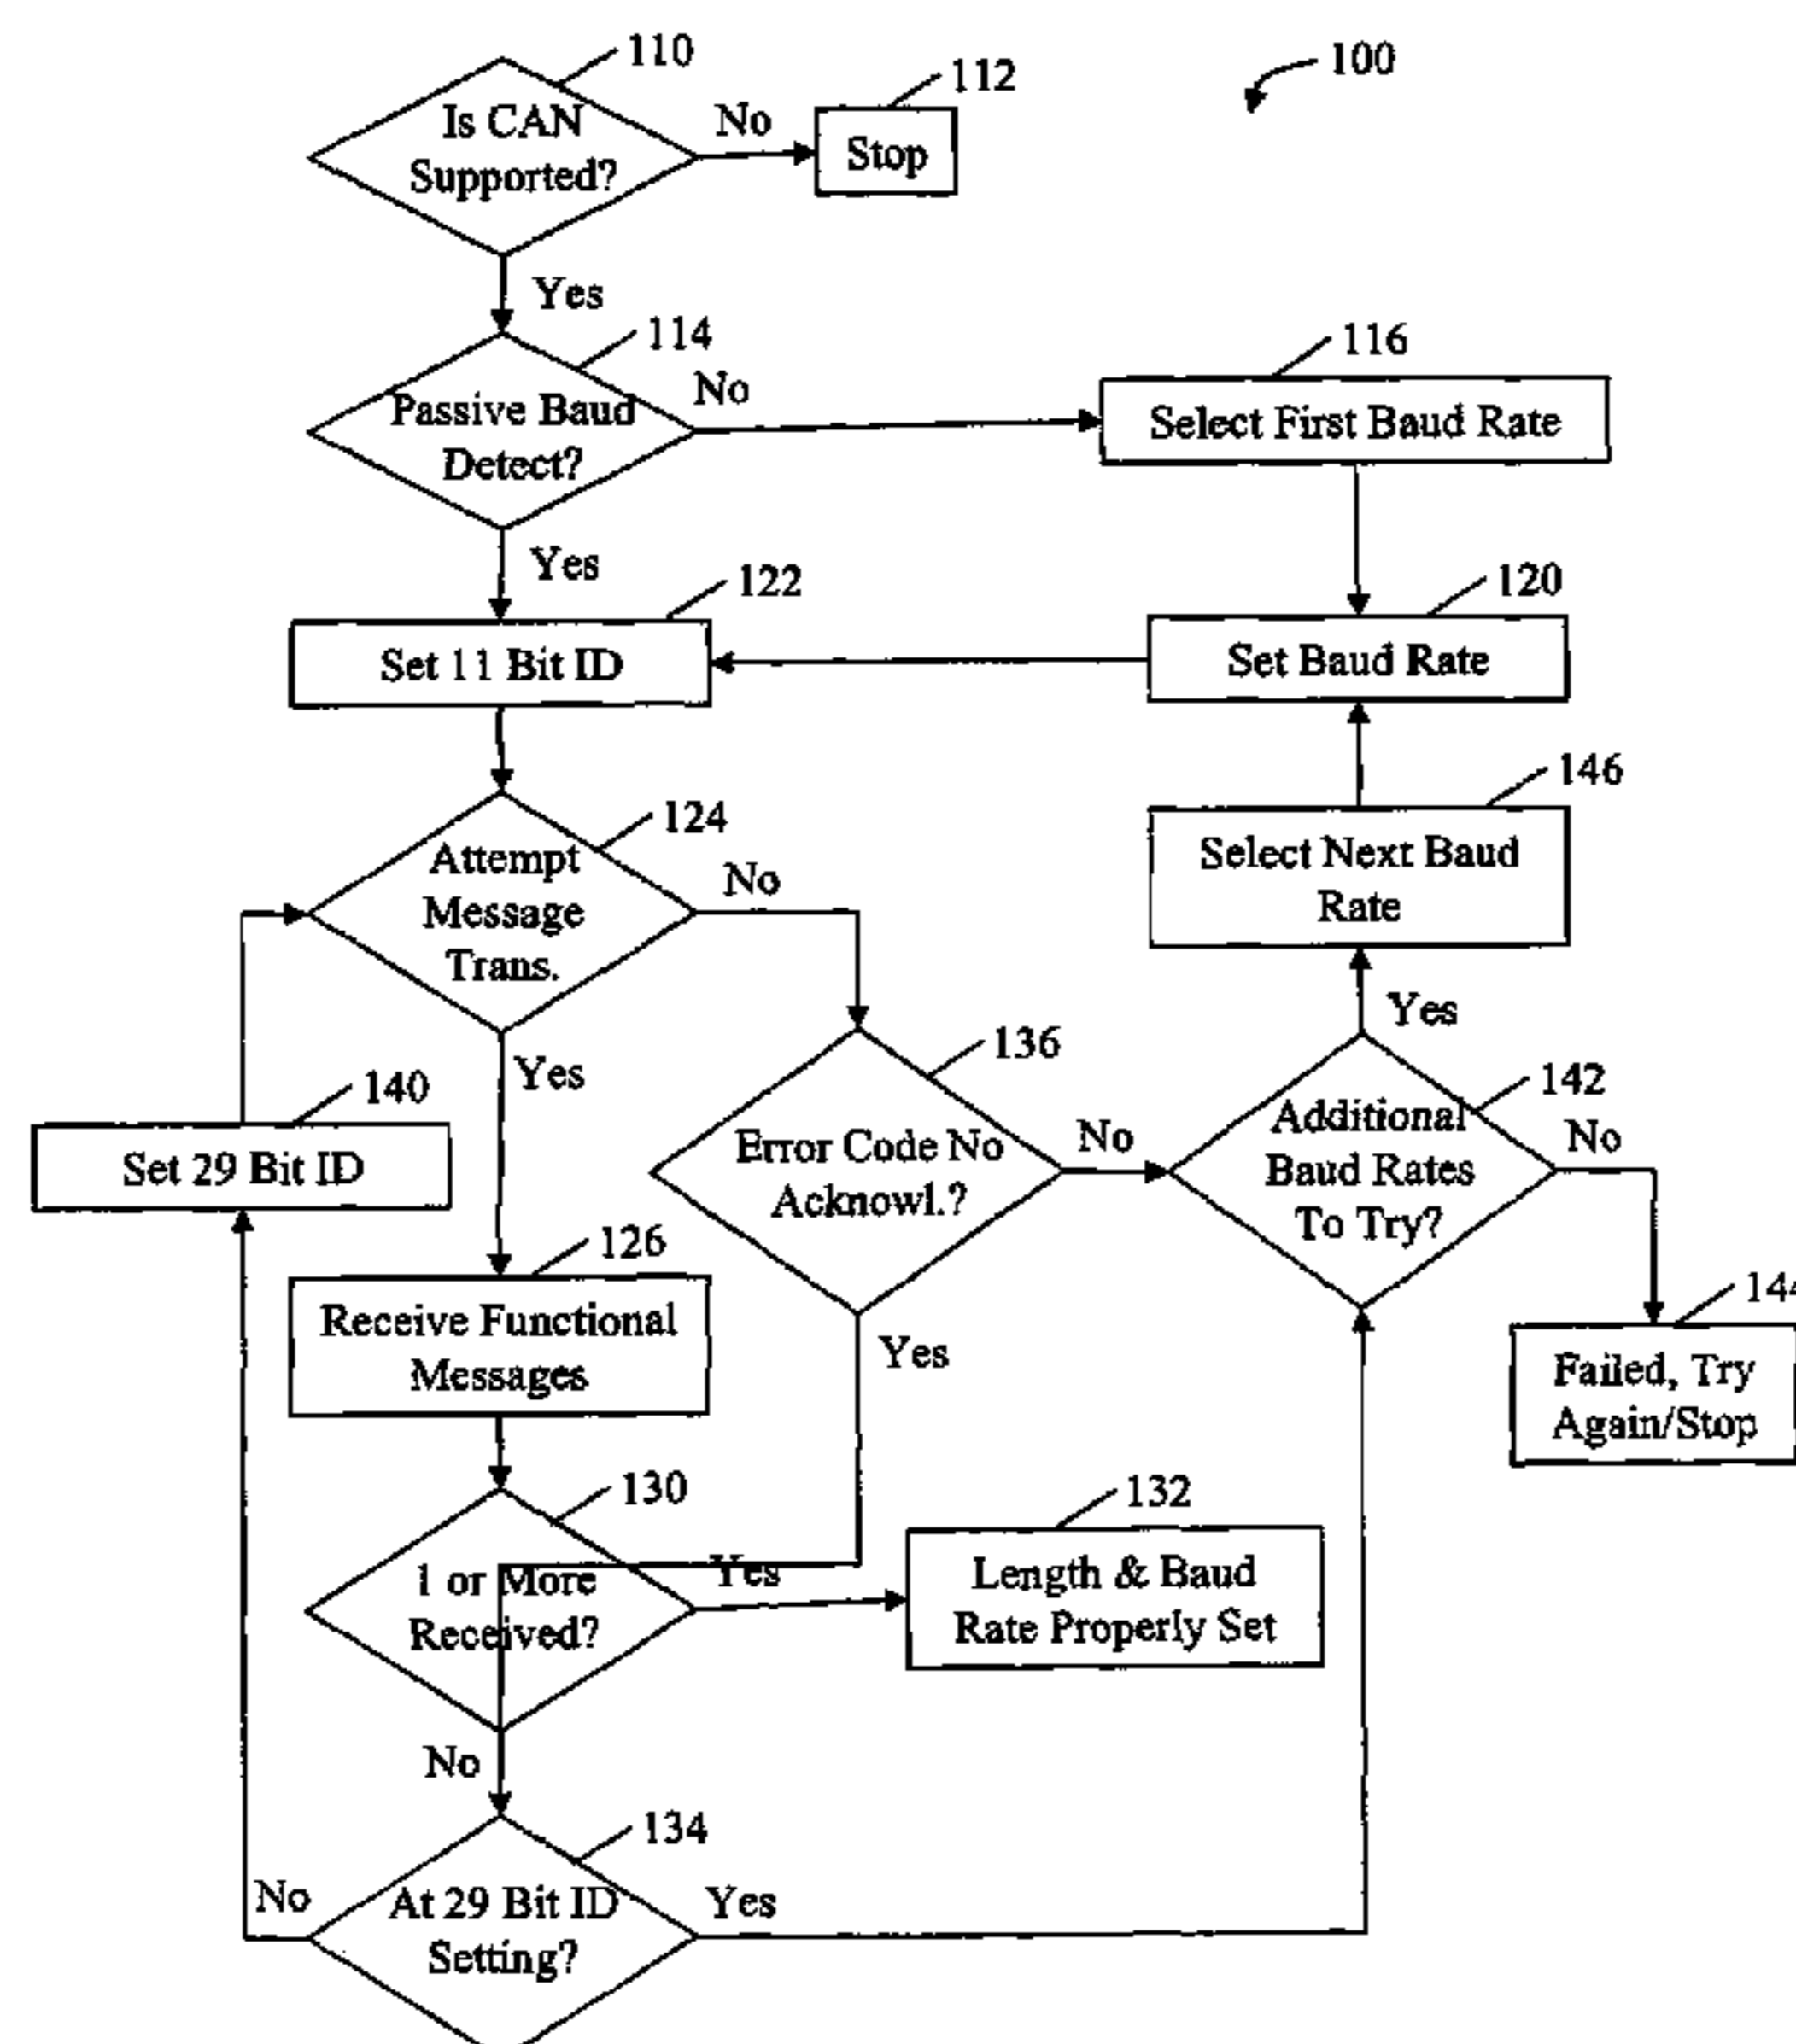 110
100
112
Is CAN
Supported?
No
Stop
Yes
114
116
Passive Baud
Detect?
No
Select First Baud Rate
Yes
122
120
Set 11 Bit ID
Set Baud Rate
146
124
Attempt
Message
Trans.
No
Select Next Baud
Rate
Yes
136
140
142
Yes
Set 29 Bit ID
Error Code No
Acknowl.?
No
Additional
Baud Rates
To Try?
No
126
144
Receive Functional
Messages
Yes
Failed, Try
Again/Stop
130
132
1 or More
Received?
Yes
Length & Baud
Rate Properly Set
No
134
No
At 29 Bit ID
Setting?
Yes